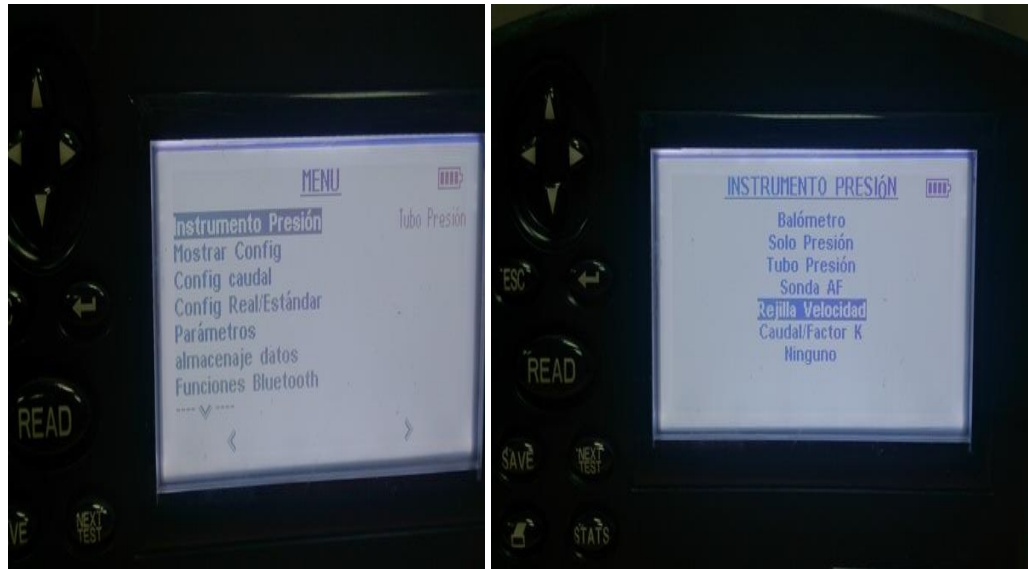 MENU
Instrumento Presión Tubo Presión
Mostrar Config
Config caudal
Config Real/Estándar
Parámetros
almacenaje datos
Funciones Bluetooth
READ
VE
NEXT TEST
INSTRUMENTO PRESIóN
Balómetro
Solo Presión
Tubo Presión
Sonda AF
Rejilla Velocidad
Caudal/Factor K
Ninguno
ESC
READ
SAVE
NEXT TEST
STATS